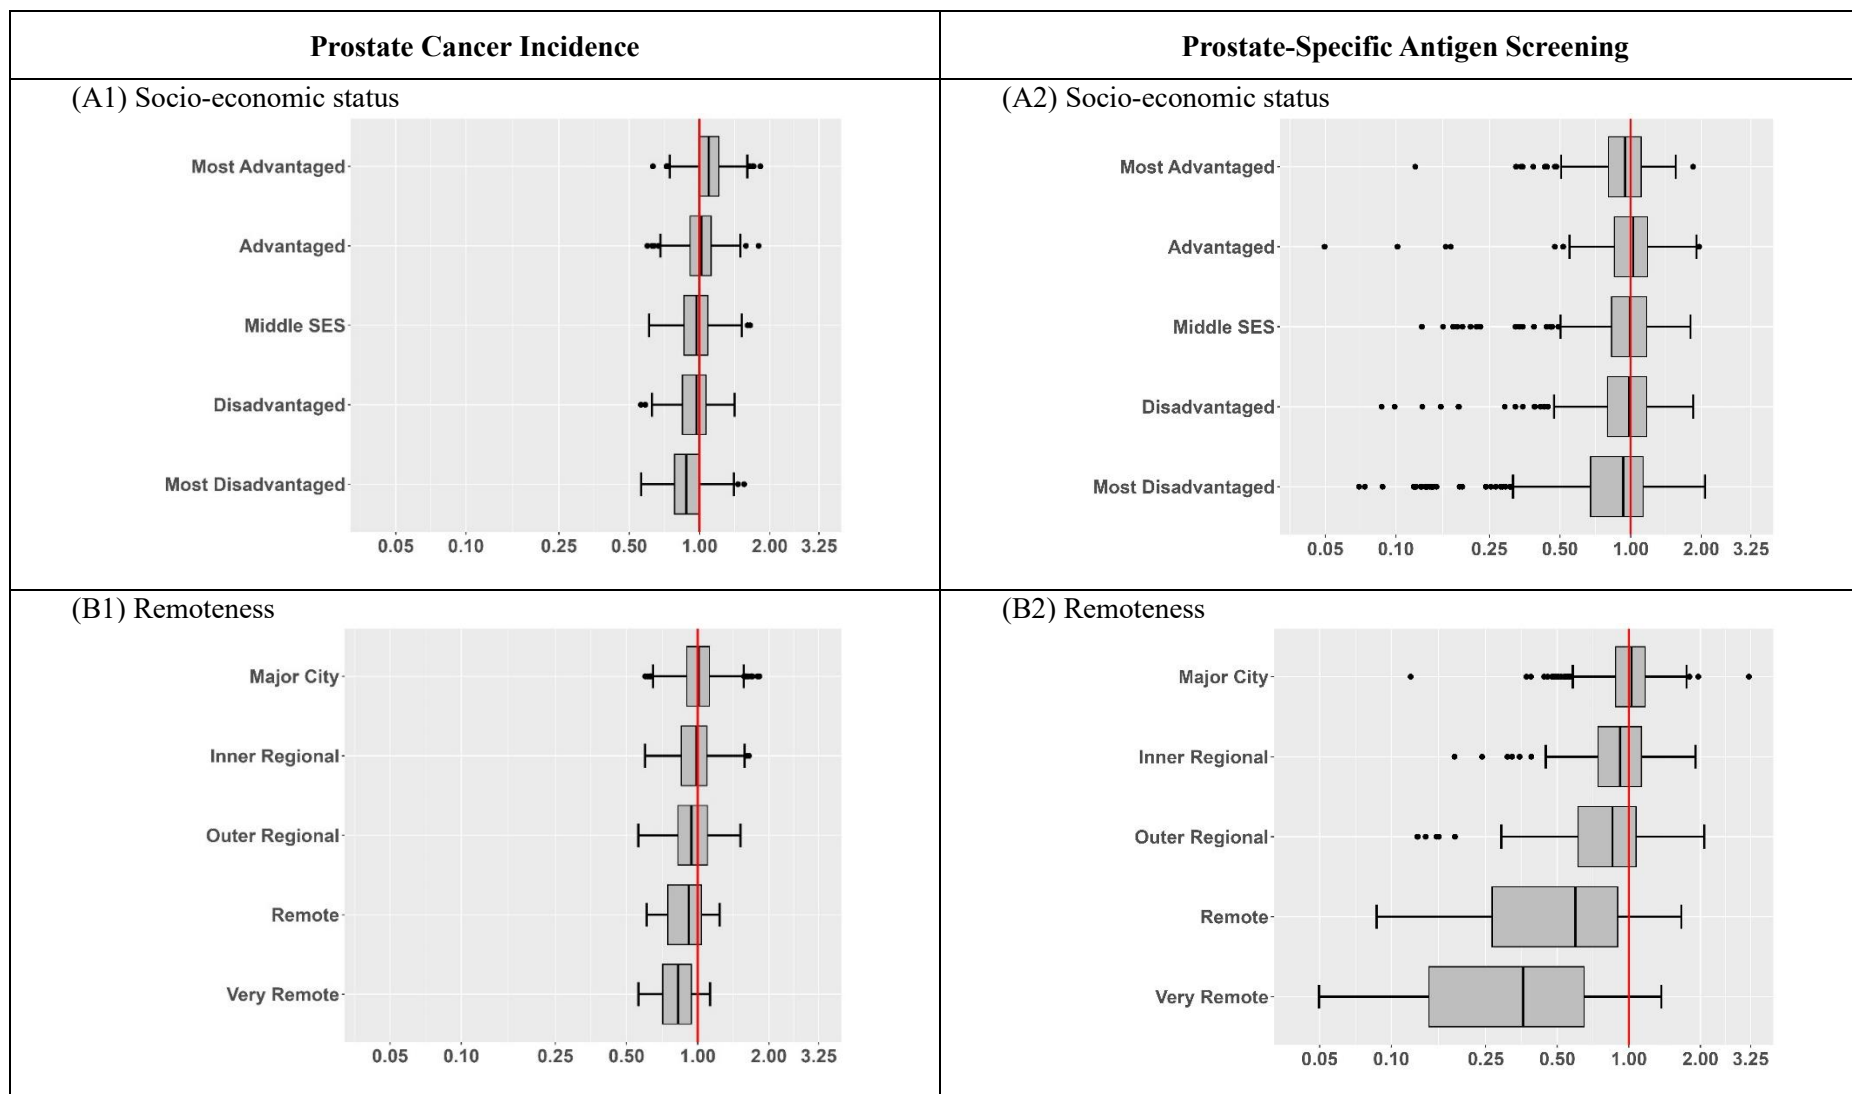 Prostate Cancer Incidence
Prostate-Specific Antigen Screening
(A1) Socio-economic status
Most Advantaged
Advantaged
Middle SES
Disadvantaged
Most Disadvantaged
0.05 0.10 0.25 0.50 1.00 2.00 3.25
(A2) Socio-economic status
Most Advantaged
Advantaged
Middle SES
Disadvantaged
Most Disadvantaged
0.05 0.10 0.25 0.50 1.00 2.00 3.25
(B1) Remoteness
Major City
Inner Regional
Outer Regional
Remote
Very Remote
0.05 0.10 0.25 0.50 1.00 2.00 3.25
(B2) Remoteness
Major City
Inner Regional
Outer Regional
Remote
Very Remote
0.05 0.10 0.25 0.50 1.00 2.00 3.25